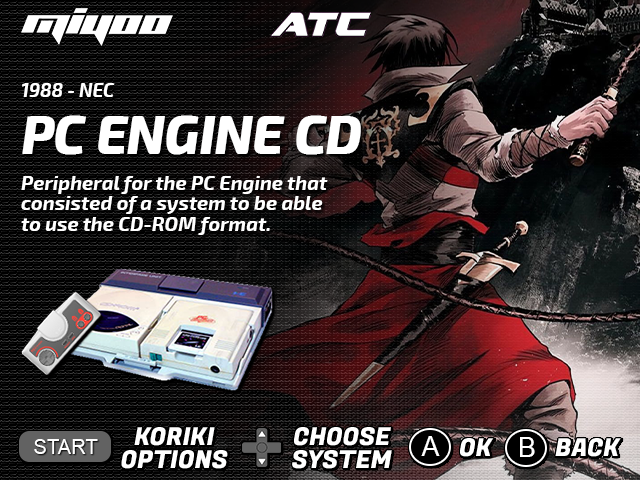 miyoo
ATC
1988 - NEC
PC ENGINE CD
Peripheral for the PC Engine that
consisted of a system to be able
to use the CD-ROM format.
START
KORIKI
OPTIONS
CHOOSE
SYSTEM
A
OK
B
BACK